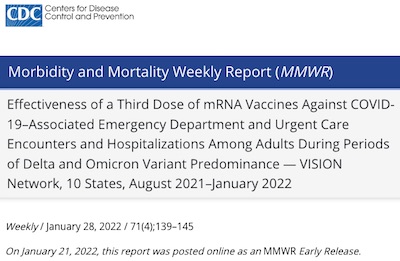 CDC Centers for Disease
Control and Prevention
Morbidity and Mortality Weekly Report (MMWR)
Effectiveness of a Third Dose of mRNA Vaccines Against COVID-
19–Associated Emergency Department and Urgent Care
Encounters and Hospitalizations Among Adults During Periods
of Delta and Omicron Variant Predominance — VISION
Network, 10 States, August 2021–January 2022
Weekly / January 28, 2022 / 71(4);139–145
On January 21, 2022, this report was posted online as an MMWR Early Release.